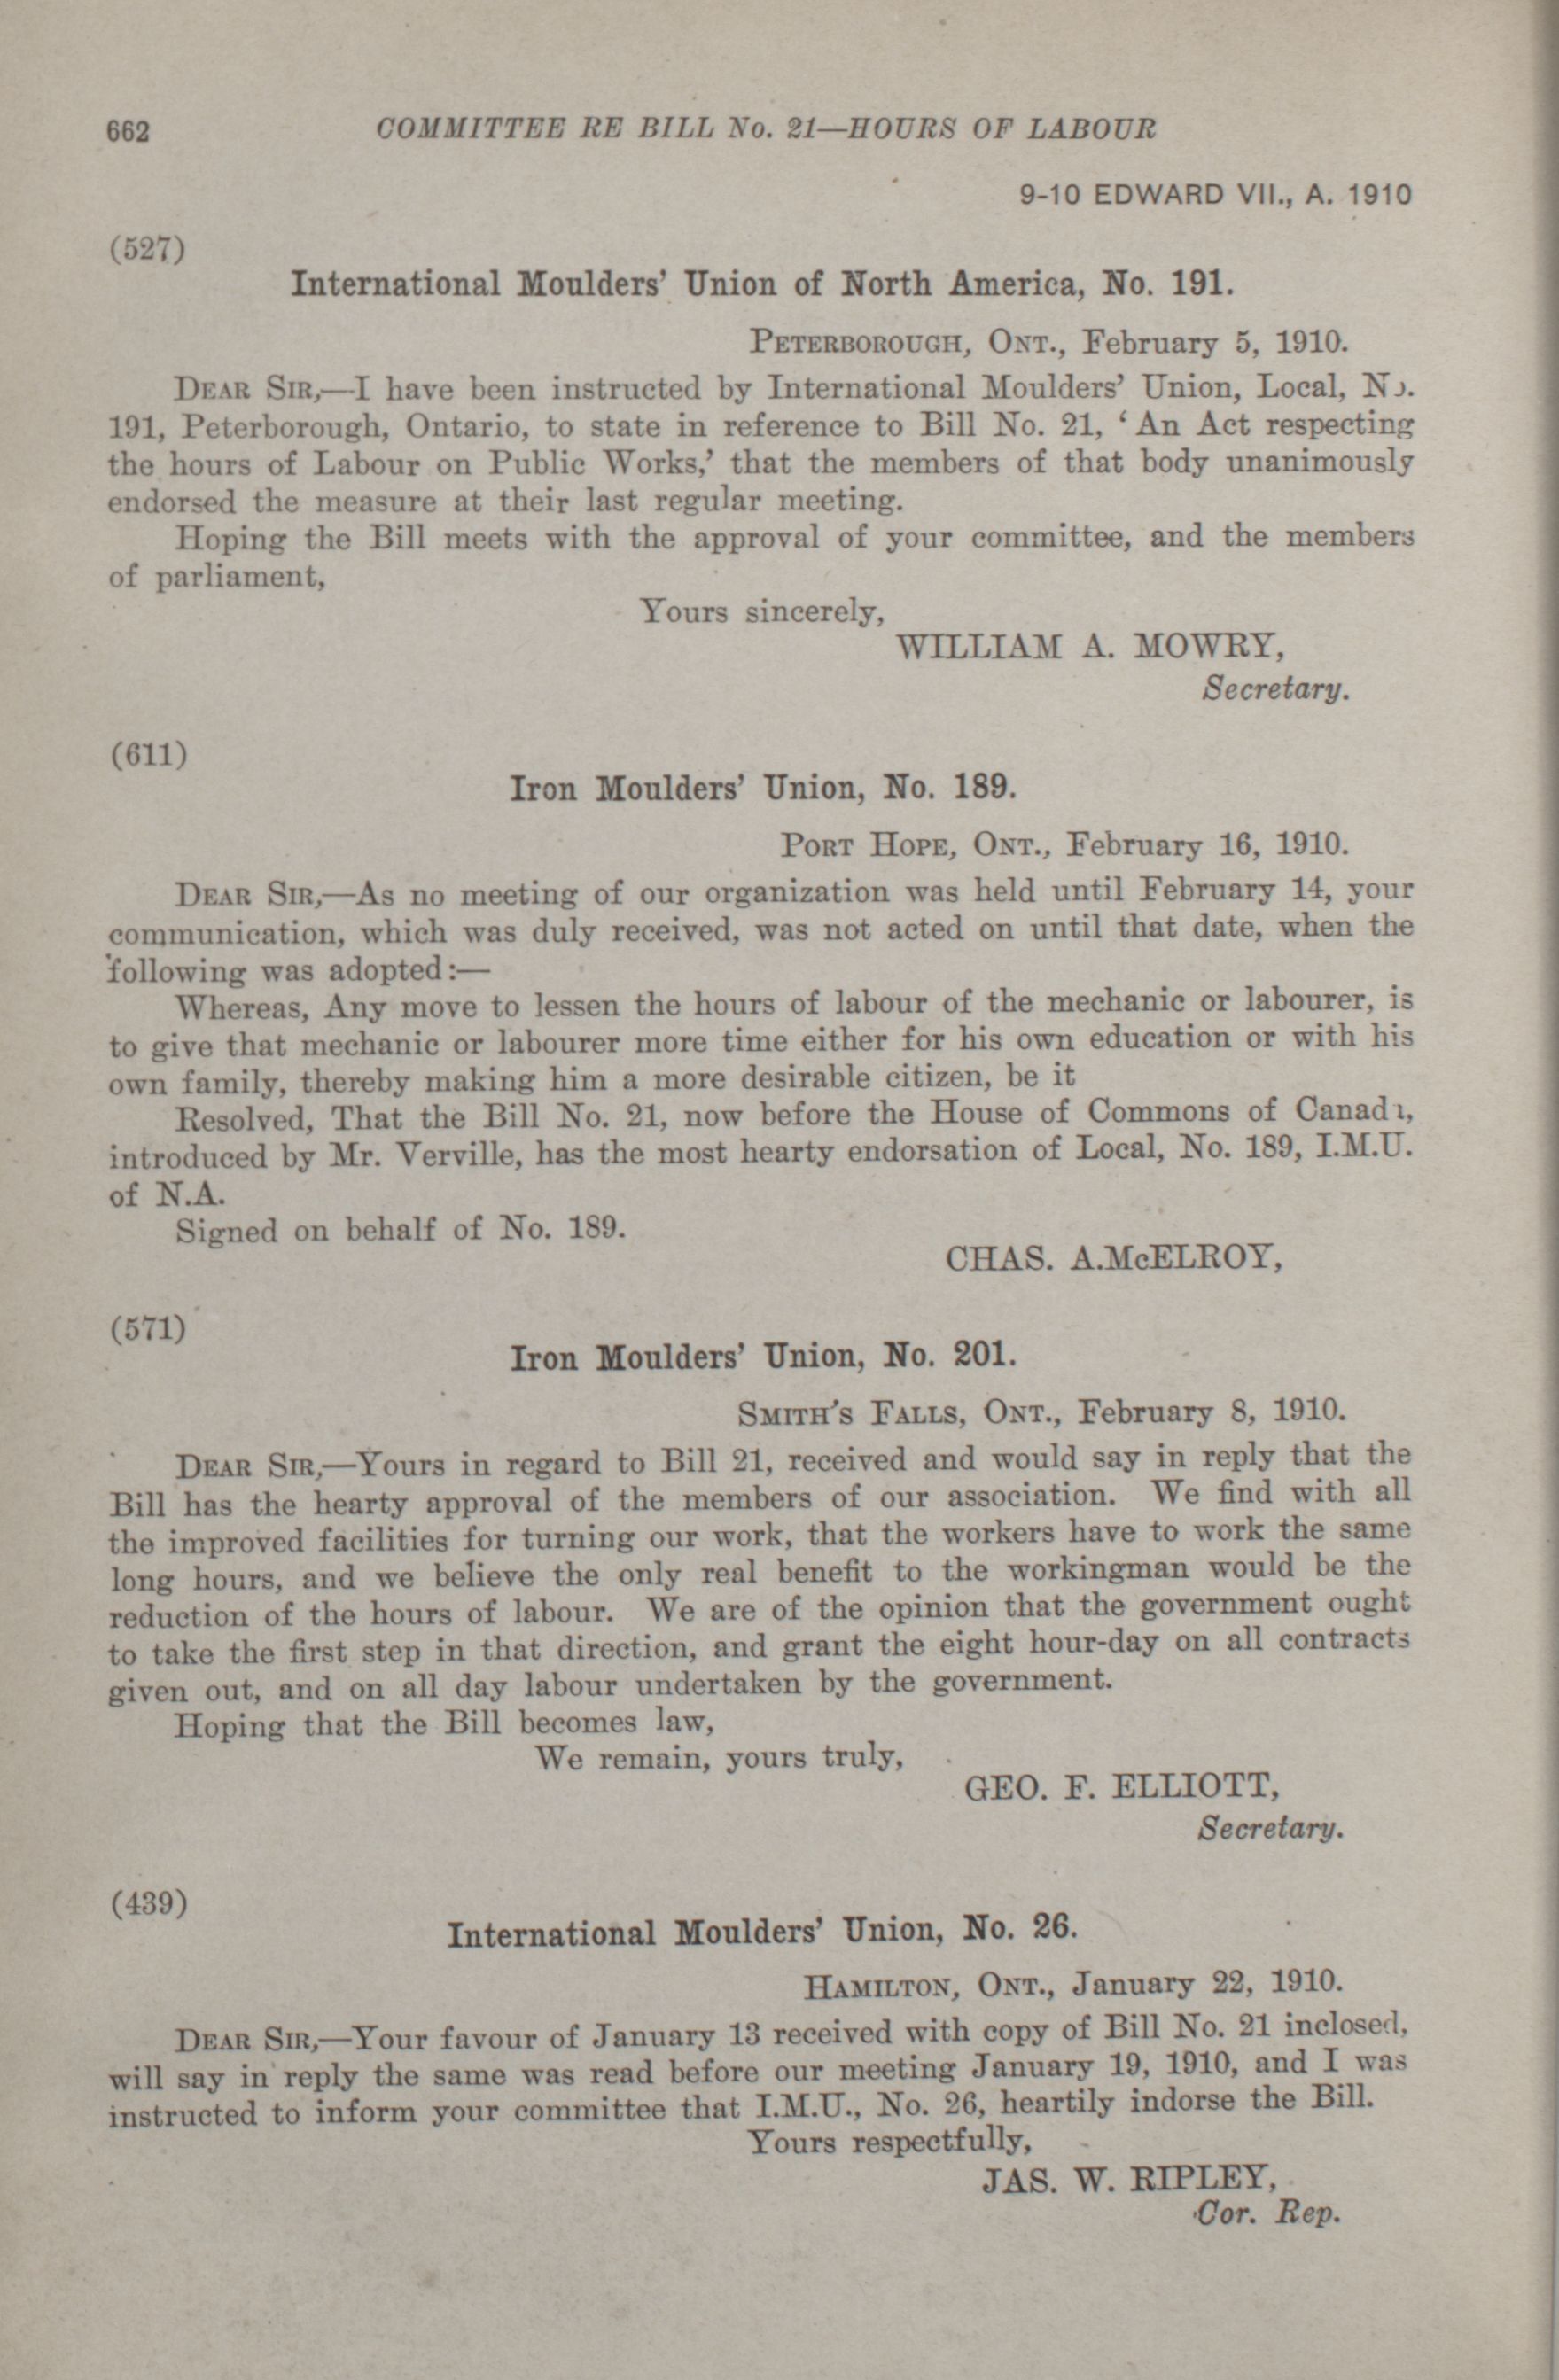 662 COMMITTEE RE BILL No. 21—HOURS OF LABOUR
9-10 EDWARD VII., A. 1910
(527)
International Moulders' Union of North America, No. 191.
PETERBOROUGH, ONT., February 5, 1910.
DEAR SIR,—I have been instructed by International Moulders' Union, Local, No.
191, Peterborough, Ontario, to state in reference to Bill No. 21, ' An Act respecting
the hours of Labour on Public Works,' that the members of that body unanimously
endorsed the measure at their last regular meeting.
Hoping the Bill meets with the approval of your committee, and the members
of parliament,
Yours sincerely,
WILLIAM A. MOWRY,
Secretary.
(611)
Iron Moulders' Union, No. 189.
PORT HOPE, ONT., February 16, 1910.
DEAR SIR,—As no meeting of our organization was held until February 14, your
communication, which was duly received, was not acted on until that date, when the
following was adopted:—
Whereas, Any move to lessen the hours of labour of the mechanic or labourer, is
to give that mechanic or labourer more time either for his own education or with his
own family, thereby making him a more desirable citizen, be it
Resolved, That the Bill No. 21, now before the House of Commons of Canada,
introduced by Mr. Verville, has the most hearty endorsation of Local, No. 189, I.M.U.
of N.A.
Signed on behalf of No. 189.
CHAS. A.McELROY,
(571)
Iron Moulders' Union, No. 201.
SMITH'S FALLS, ONT., February 8, 1910.
DEAR SIR,—Yours in regard to Bill 21, received and would say in reply that the
Bill has the hearty approval of the members of our association. We find with all
the improved facilities for turning our work, that the workers have to work the same
long hours, and we believe the only real benefit to the workingman would be the
reduction of the hours of labour. We are of the opinion that the government ought
to take the first step in that direction, and grant the eight hour-day on all contracts
given out, and on all day labour undertaken by the government.
Hoping that the Bill becomes law,
We remain, yours truly,
GEO. F. ELLIOTT,
Secretary.
(439)
International Moulders' Union, No. 26.
HAMILTON, ONT., January 22, 1910.
DEAR SIR,—Your favour of January 13 received with copy of Bill No. 21 inclosed,
will say in reply the same was read before our meeting January 19, 1910, and I was
instructed to inform your committee that I.M.U., No. 26, heartily indorse the Bill.
Yours respectfully,
JAS. W. RIPLEY,
Cor. Rep.